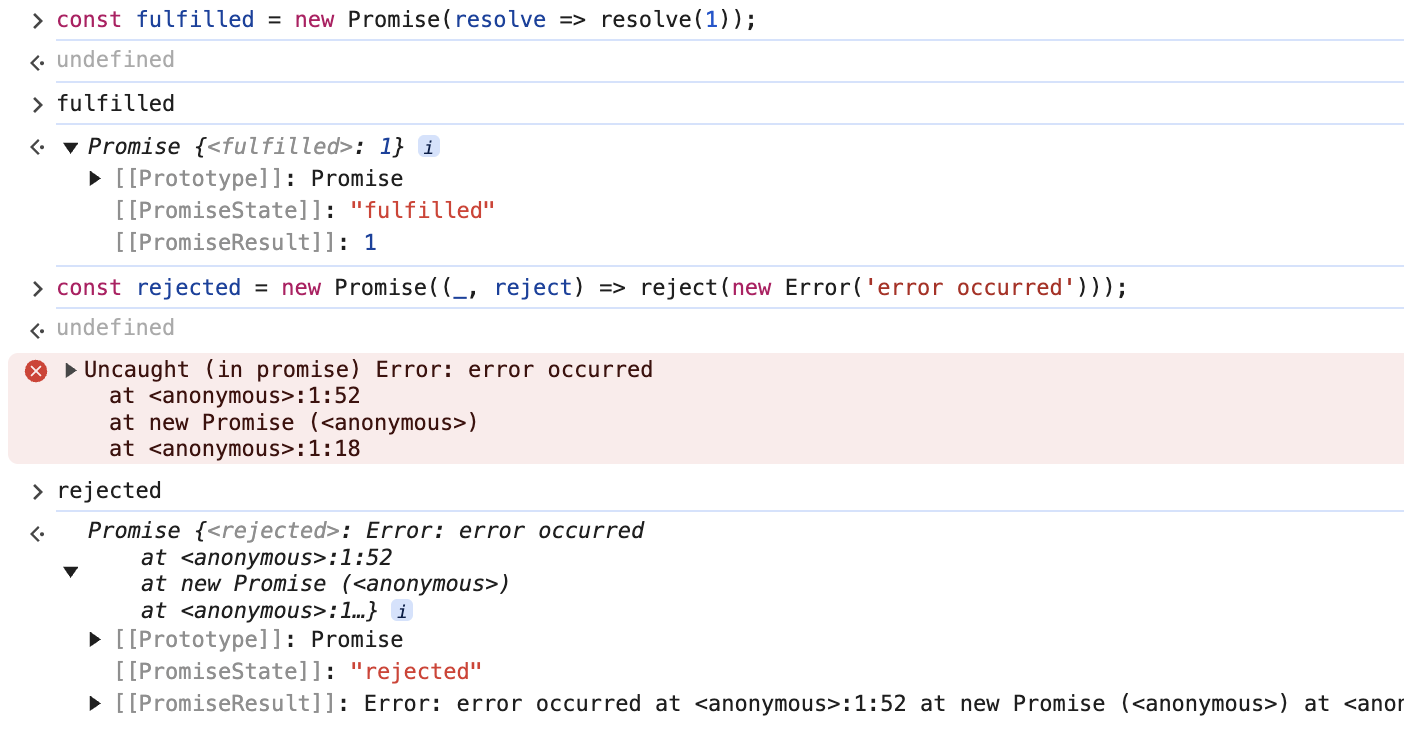 const fulfilled = new Promise(resolve => resolve(1));
undefined
fulfilled
Promise {<fulfilled>: 1} i
[[Prototype]]: Promise
[[PromiseState]]: "fulfilled"
[[PromiseResult]]: 1
const rejected = new Promise((_, reject) => reject(new Error('error occurred')));
undefined
Uncaught (in promise) Error: error occurred
at <anonymous>:1:52
at new Promise (<anonymous>)
at <anonymous>:1:18
rejected
Promise {<rejected>: Error: error occurred
at <anonymous>:1:52
at new Promise (<anonymous>)
at <anonymous>:1…} i
[[Prototype]]: Promise
[[PromiseState]]: "rejected"
[[PromiseResult]]: Error: error occurred at <anonymous>:1:52 at new Promise (<anonymous>) at <anor